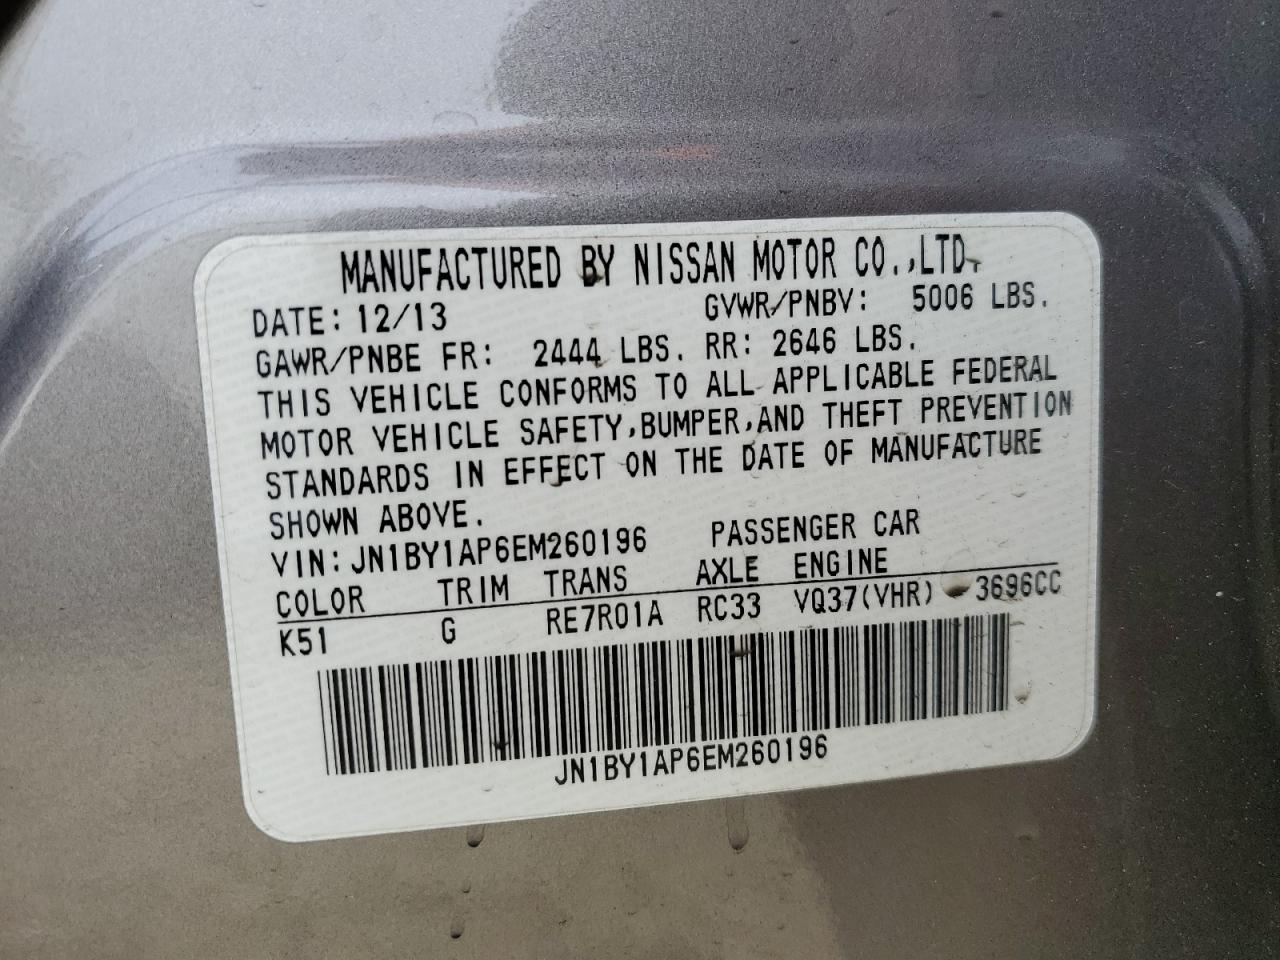 MANUFACTURED BY NISSAN MOTOR CO.,LTD.
DATE: 12/13 GVWR/PNBV: 5006 LBS.
GAWR/PNBE FR: 2444 LBS. RR: 2646 LBS.
THIS VEHICLE CONFORMS TO ALL APPLICABLE FEDERAL
MOTOR VEHICLE SAFETY,BUMPER,AND THEFT PREVENTION
STANDARDS IN EFFECT ON THE DATE OF MANUFACTURE
SHOWN ABOVE.
VIN:JN1BY1AP6EM260196 PASSENGER CAR
COLOR TRIM TRANS AXLE ENGINE
K51 G RE7R01A RC33 VQ37(VHR) 3696CC
JN1BY1AP6EM260196